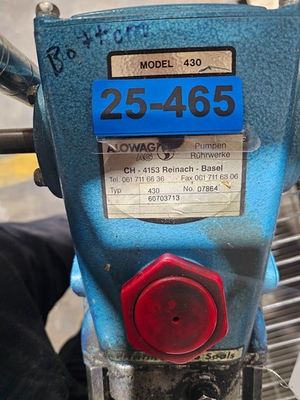 Bottom
MODEL 430
25-465
LOWAG Pumpen
AG Rührwerke
CH - 4153 Reinach - Basel
Tel. 061 711 66 36 Fax 061 711 68 06
Typ 430 No. 07864
60703713
Seals